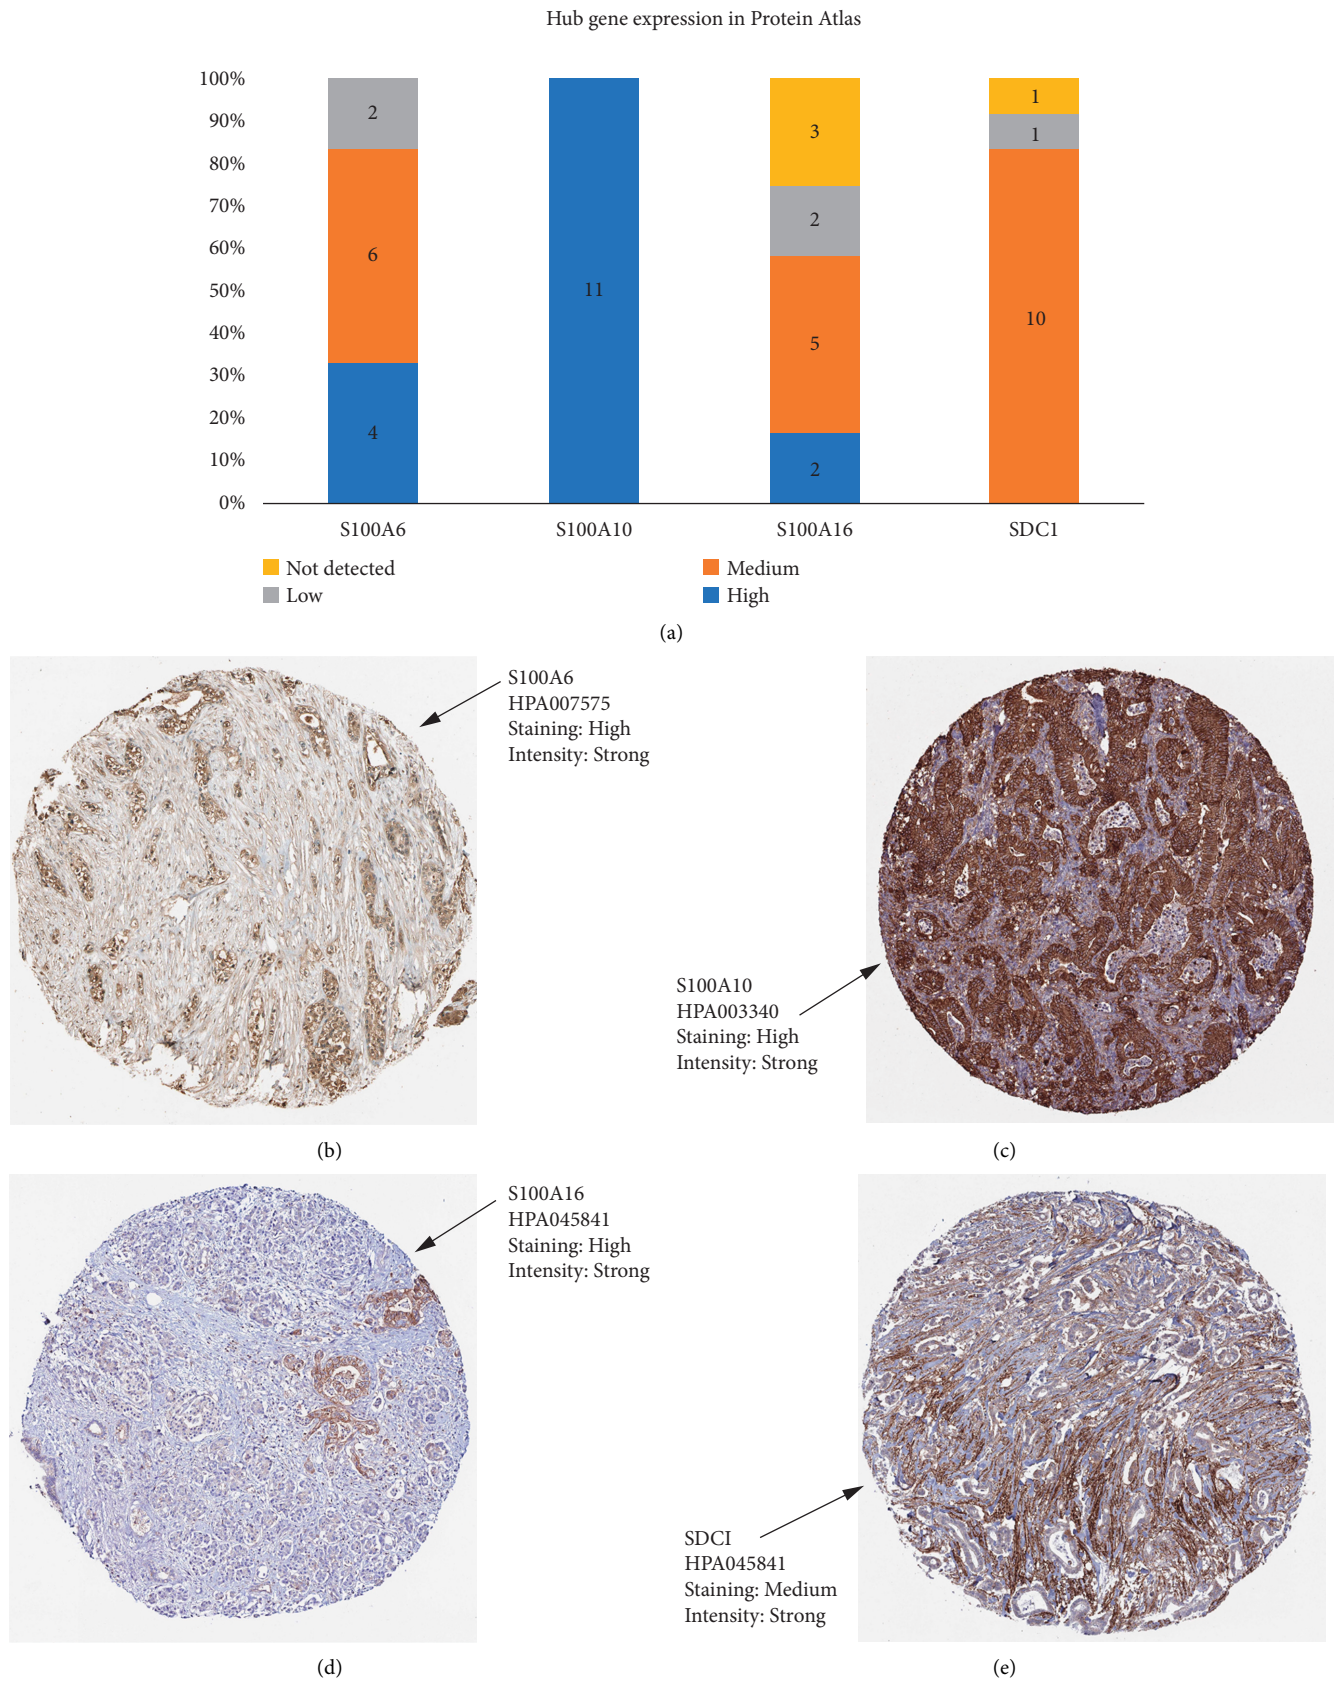 Hub gene expression in Protein Atlas
100%
90%
80%
70%
60%
50%
40%
30%
20%
10%
0%
2
6
4
11
3
2
5
2
1
1
10
S100A6
S100A10
S100A16
SDC1
Not detected
Low
Medium
High
(a)
S100A6
HPA007575
Staining: High
Intensity: Strong
(b)
S100A10
HPA003340
Staining: High
Intensity: Strong
(c)
S100A16
HPA045841
Staining: High
Intensity: Strong
(d)
SDCI
HPA045841
Staining: Medium
Intensity: Strong
(e)